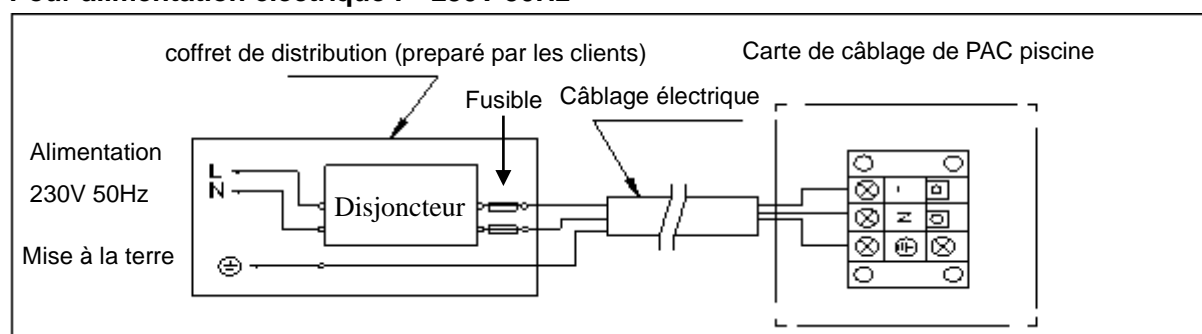 coffret de distribution (preparé par les clients)
Carte de câblage de PAC piscine
Fusible
Câblage électrique
Alimentation
230V 50Hz
L
N
Disjoncteur
Mise à la terre
N